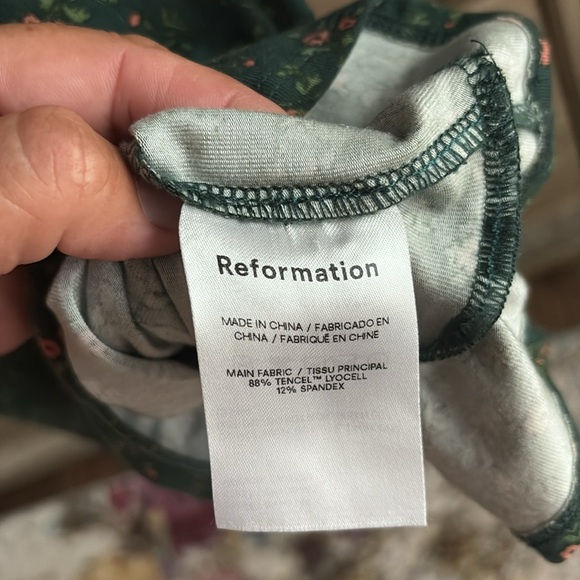 Reformation
MADE IN CHINA / FABRICADO EN
CHINA / FABRIQUÉ EN CHINE
MAIN FABRIC / TISSU PRINCIPAL
88% TENCEL™ LYOCELL
12% SPANDEX